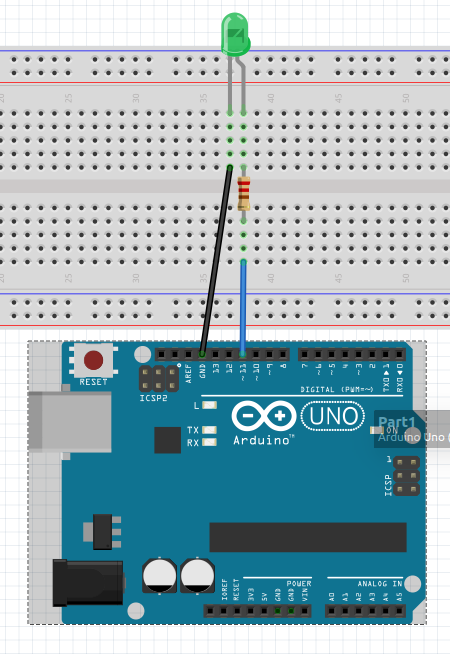 20 25 30 35 40 45 50
20 25 30 35 40 45 50
RESET
ICSP2
AREF
GND
13
12
~11
~10
~9
8
7
~6
~5
4
~3
2
TX0▶1
RX0◀0
DIGITAL (PWM=~)
L
TX
RX
UNO
Arduino™
ON
Part1
Arduino Uno (
1
ICSP
IOREF
RESET
3V3
5V
GND
GND
VIN
POWER
ANALOG IN
A0
A1
A2
A3
A4
A5